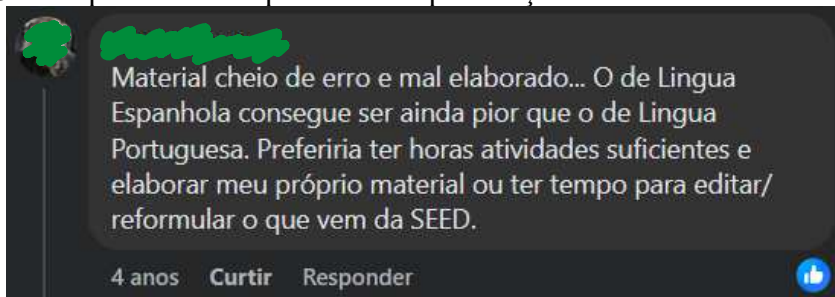 Material cheio de erro e mal elaborado... O de Lingua
Espanhola consegue ser ainda pior que o de Lingua
Portuguesa. Preferiria ter horas atividades suficientes e
elaborar meu próprio material ou ter tempo para editar/
reformular o que vem da SEED.
4 anos Curtir Responder